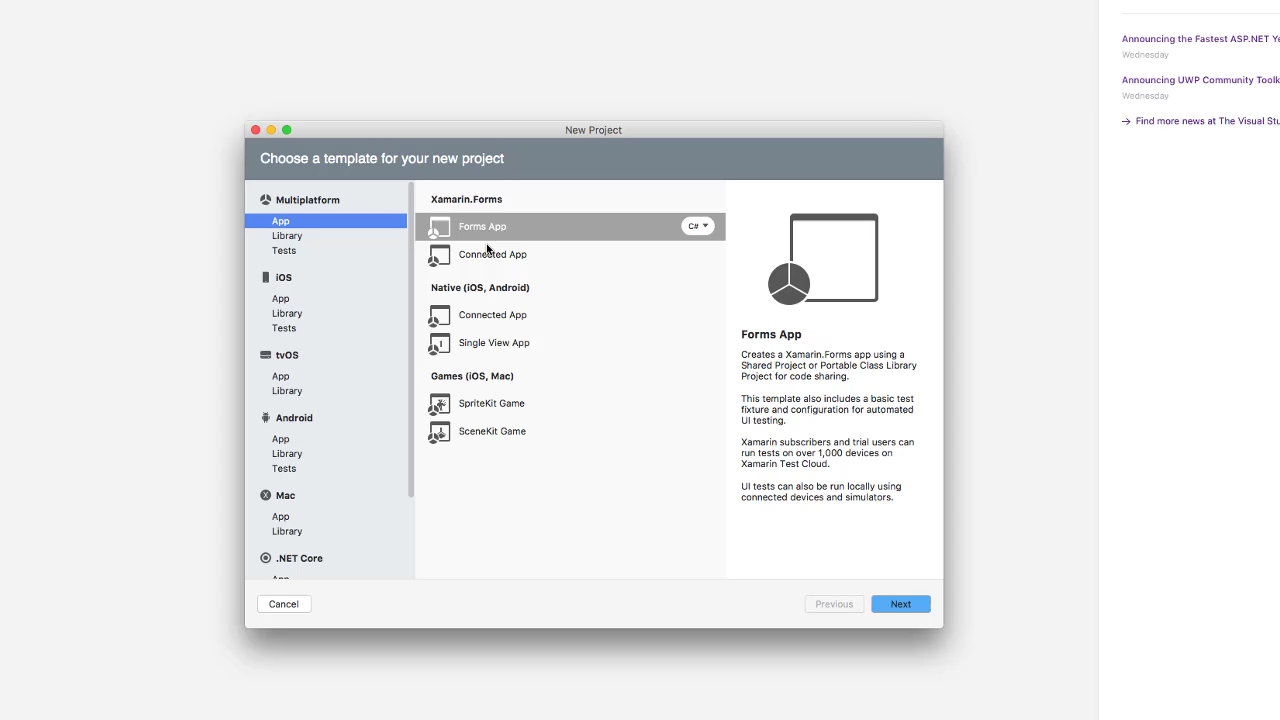 Announcing the Fastest ASP.NET
Wednesday
Announcing UWP Community
Wednesday
→ Find more news at The Visual
New Project
Choose a template for your new project
Multiplatform
App
Library
Tests
iOS
App
Library
Tests
tvOS
App
Library
Android
App
Library
Tests
Mac
App
Library
.NET Core
App
Xamarin.Forms
Forms App
C#
Connected App
Native (iOS, Android)
Connected App
Single View App
Games (iOS, Mac)
SpriteKit Game
SceneKit Game
Forms App
Creates a Xamarin.Forms app using a
Shared Project or Portable Class Library
Project for code sharing.
This template also includes a basic test
fixture and configuration for automated
UI testing.
Xamarin subscribers and trial users can
run tests on over 1,000 devices on
Xamarin Test Cloud.
UI tests can also be run locally using
connected devices and simulators.
Cancel
Previous
Next